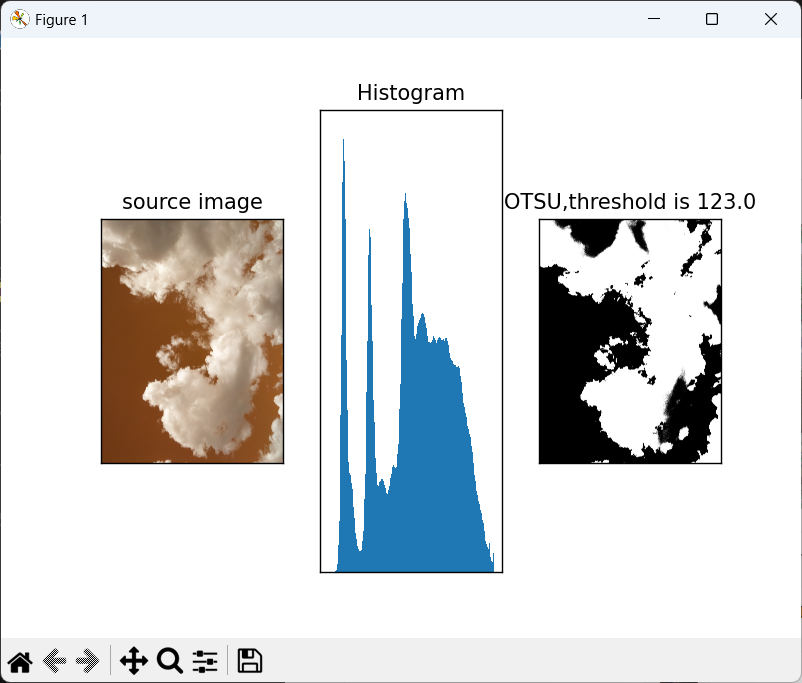 Figure 1
Histogram
source image
OTSU,threshold is 123.0